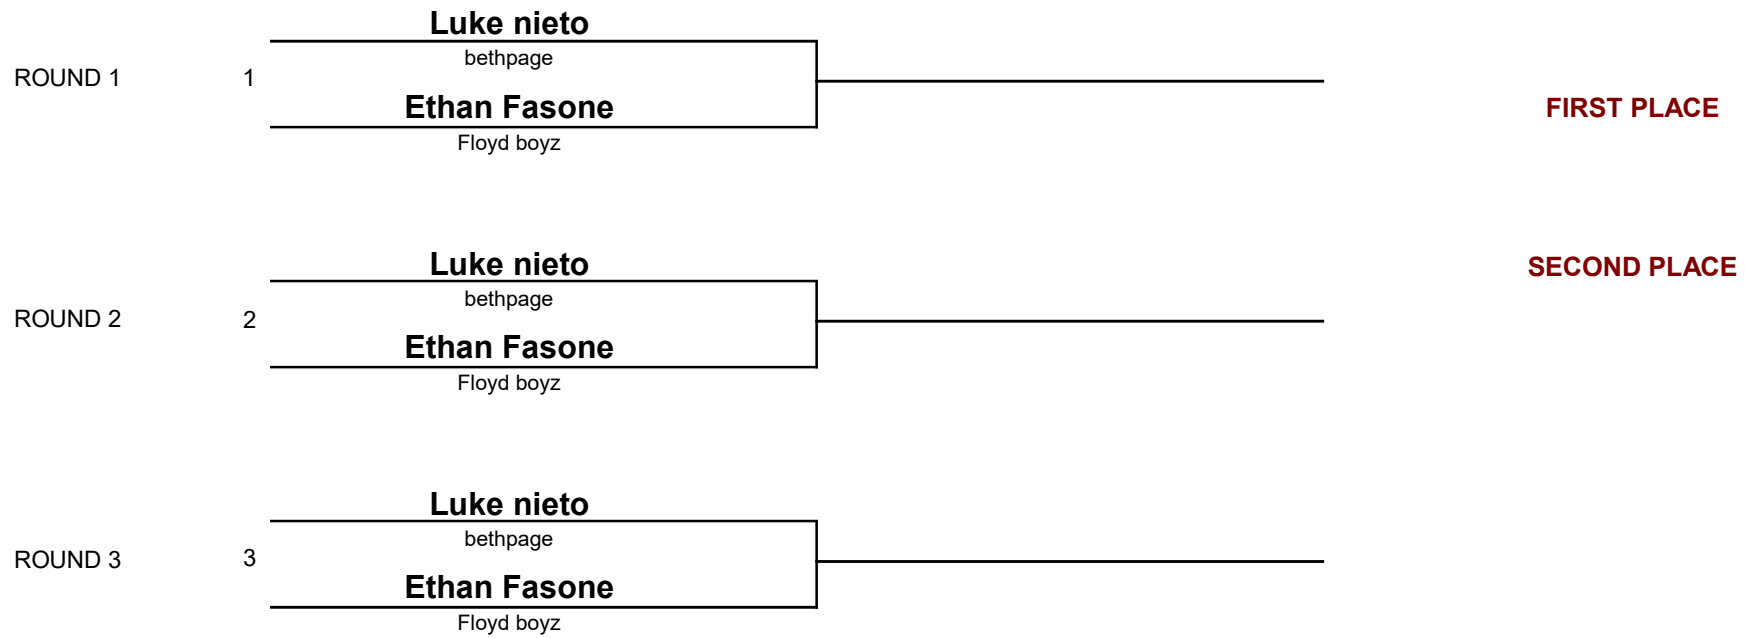 Luke nieto
bethpage
ROUND 1
1
Ethan Fasone
Floyd boyz
FIRST PLACE
Luke nieto
bethpage
SECOND PLACE
ROUND 2
2
Ethan Fasone
Floyd boyz
Luke nieto
bethpage
ROUND 3
3
Ethan Fasone
Floyd boyz